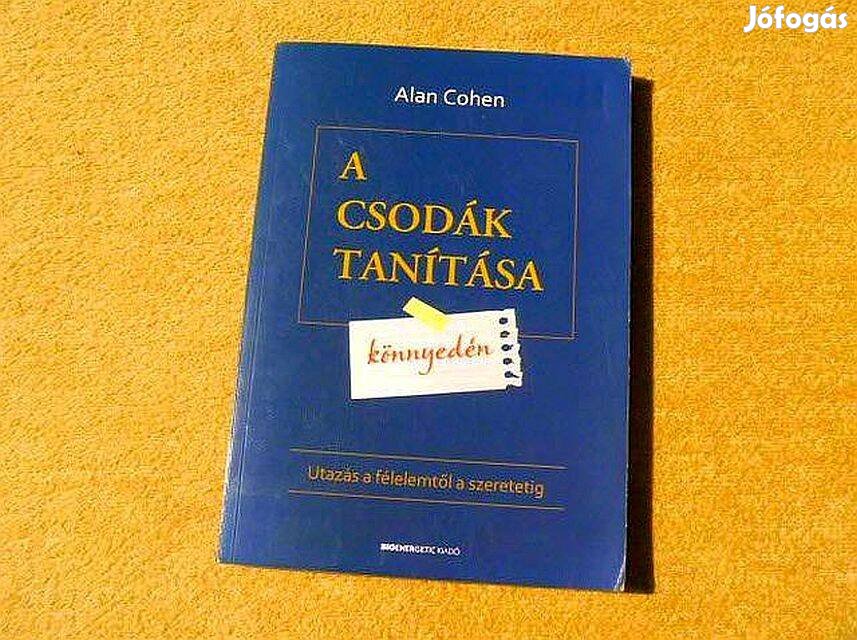 Jófogás
Alan Cohen
A
CSODÁK
TANÍTÁSA
könnyedén
Utazás a félelemtől a szeretetig
BIOENERGETIC KIADÓ